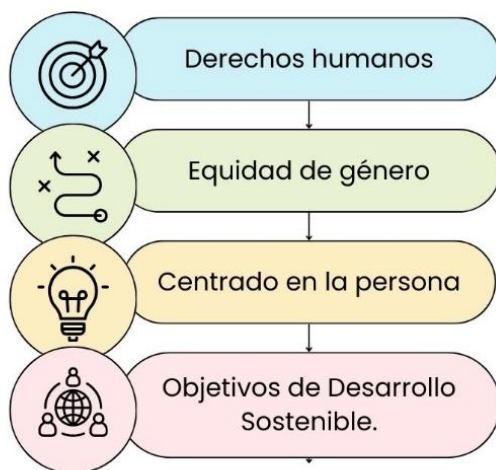 Derechos humanos
Equidad de género
Centrado en la persona
Objetivos de Desarrollo
Sostenible.